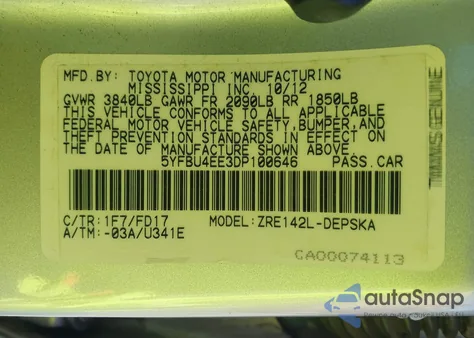 MFD.BY: TOYOTA MOTOR MANUFACTURING
MISSISSIPPI INC 10/12
GVWR 3840LB GAWR FR 2090LB RR 1850LB
THIS VEHICLE CONFORMS TO ALL APPLICABLE
FEDERAL MOTOR VEHICLE SAFETY, BUMPER, AND
THEFT PREVENTION STANDARDS IN EFFECT ON
THE DATE OF MANUFACTURE SHOWN ABOVE.
5YFBU4EE3DP100646 PASS.CAR
C/TR:1F7/FD17 MODEL:ZRE142L-DEPSKA
A/TM:-03A/U341E
CA00074113
GENUINE
autoSnap